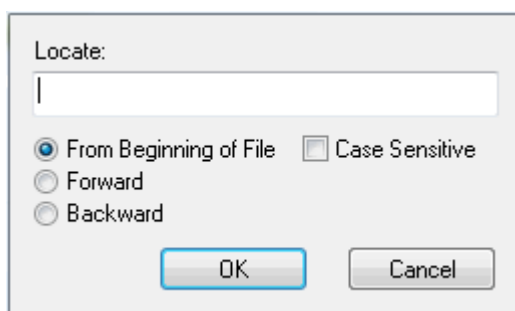 Locate:
From Beginning of File Case Sensitive
Forward
Backward
OK Cancel